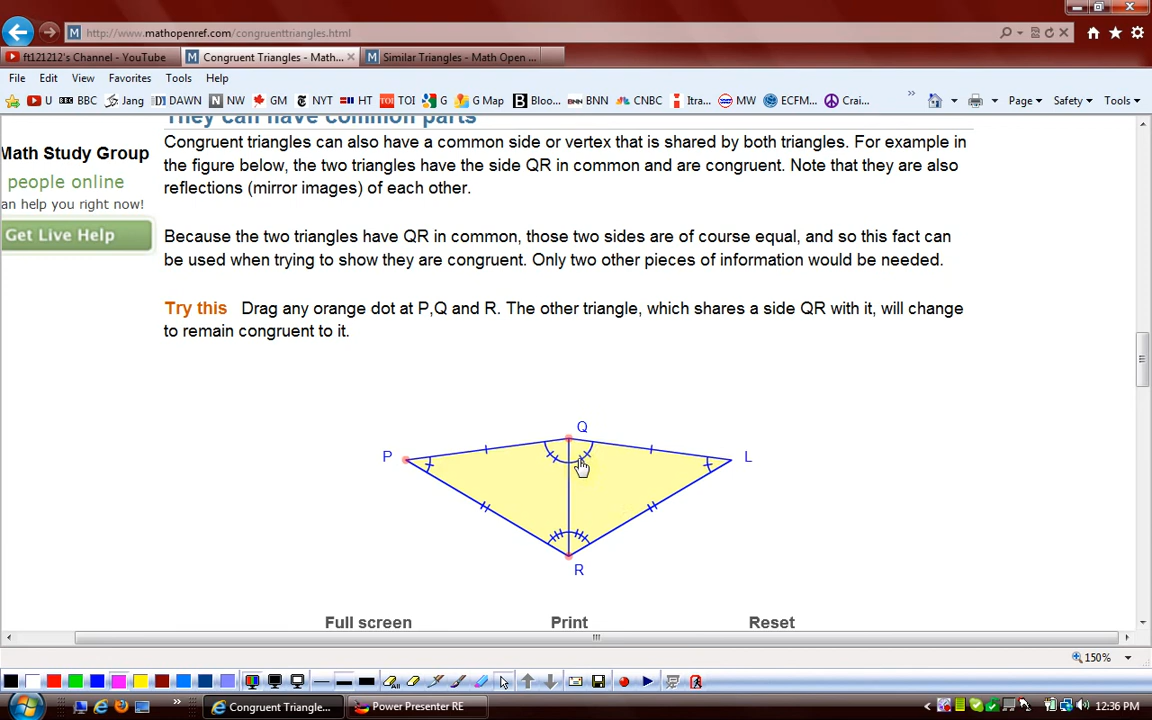 http://www.mathopenref.com/congruenttriangles.html
ft121212's Channel - YouTube
Congruent Triangles - Math...
Similar Triangles - Math Open ...
File Edit View Favorites Tools Help
U BBC Jang DAWN NW GM NYT HT TOI G G Map Bloo... BNN CNBC Itra... MW ECFM... Crai... Page Safety Tools
They can have common parts
Congruent triangles can also have a common side or vertex that is shared by both triangles. For example in
the figure below, the two triangles have the side QR in common and are congruent. Note that they are also
reflections (mirror images) of each other.
Math Study Group
people online
an help you right now!
Get Live Help
Because the two triangles have QR in common, those two sides are of course equal, and so this fact can
be used when trying to show they are congruent. Only two other pieces of information would be needed.
Try this Drag any orange dot at P,Q and R. The other triangle, which shares a side QR with it, will change
to remain congruent to it.
Q
P
L
R
Full screen Print Reset
150%
Congruent Triangle...
Power Presenter RE
12:36 PM